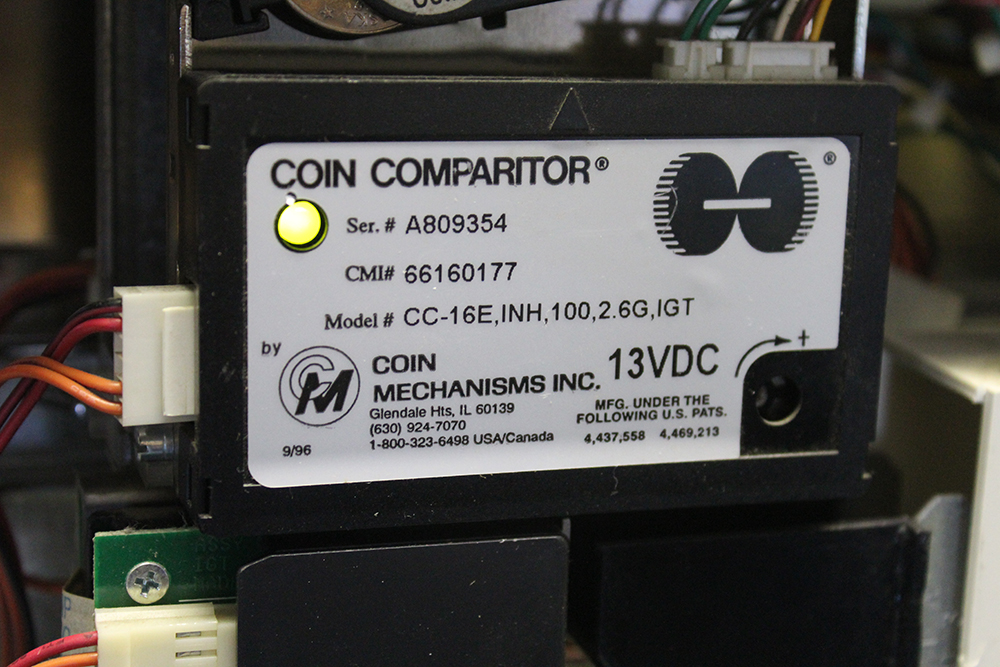 COIN COMPARITOR®
®
Ser. # A809354
CMI# 66160177
Model # CC-16E,INH,100,2.6G,IGT
by
CM
COIN
MECHANISMS INC.
Glendale Hts, IL 60139
(630) 924-7070
1-800-323-6498 USA/Canada
9/96
13VDC
+
MFG. UNDER THE
FOLLOWING U.S. PATS.
4,437,558 4,469,213
IGT